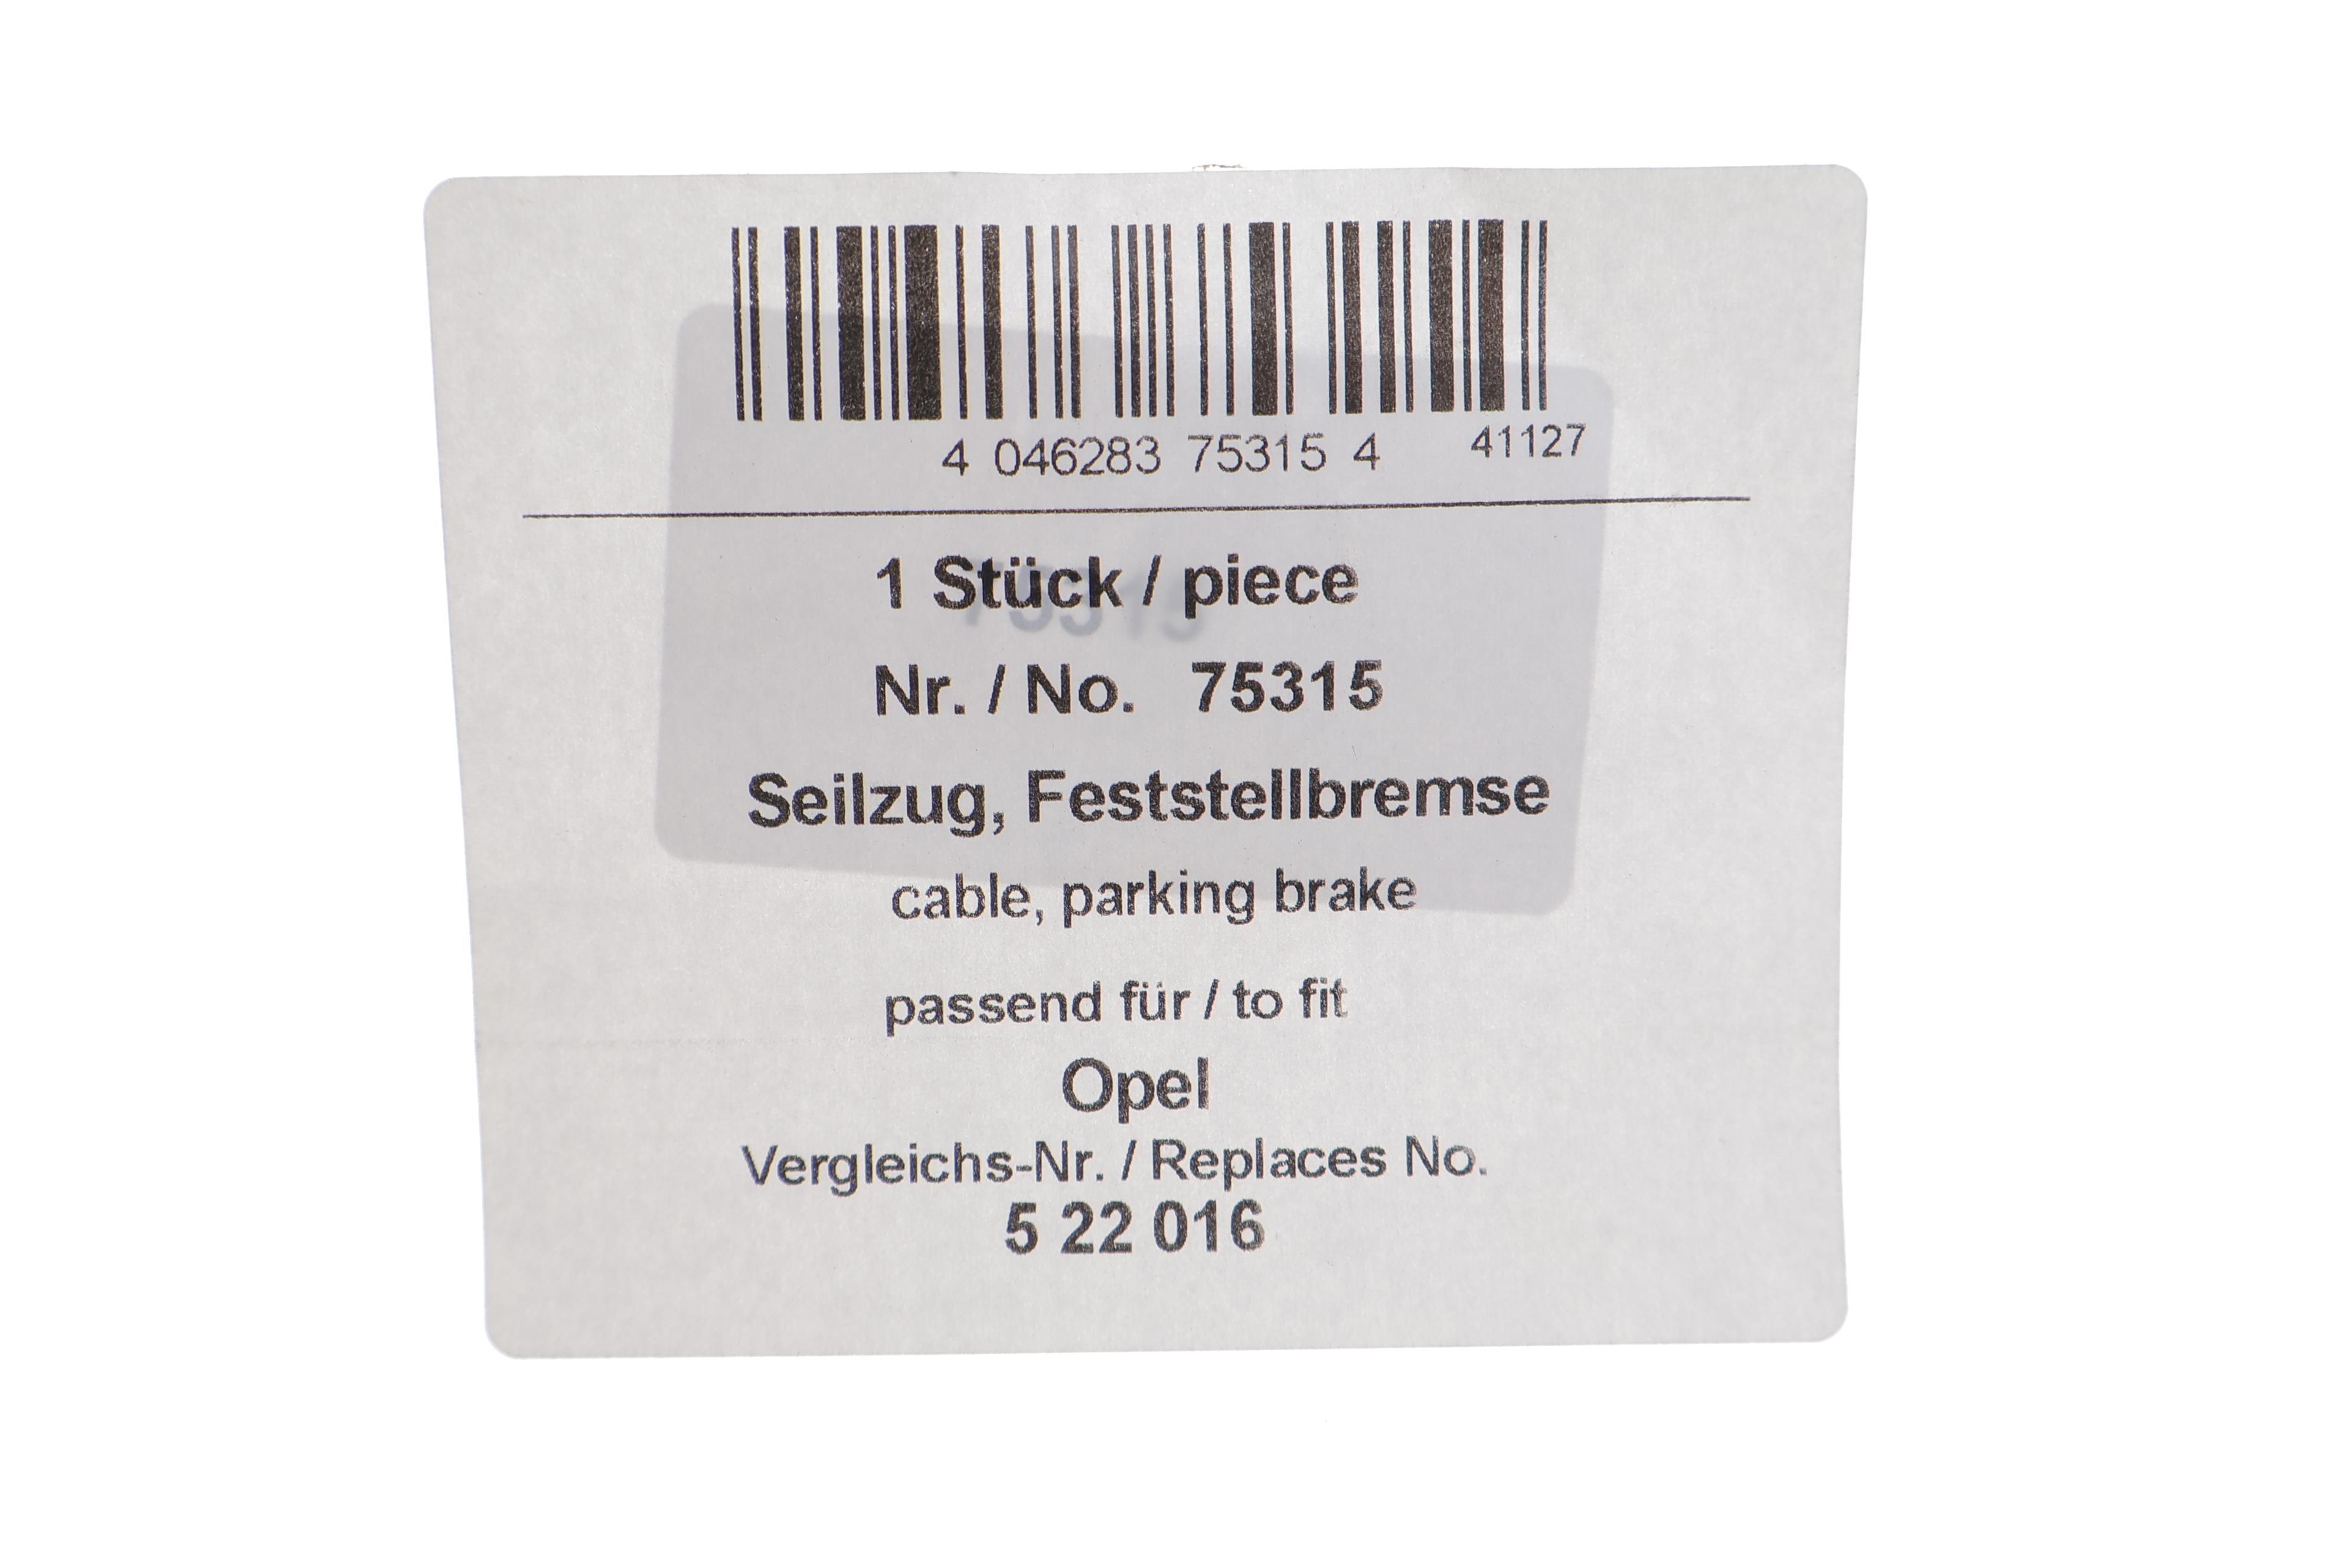 4 046283 75315 4 41127
1 Stück / piece
75315
Nr. / No. 75315
Seilzug, Feststellbremse
cable, parking brake
passend für / to fit
Opel
Vergleichs-Nr. / Replaces No.
5 22 016